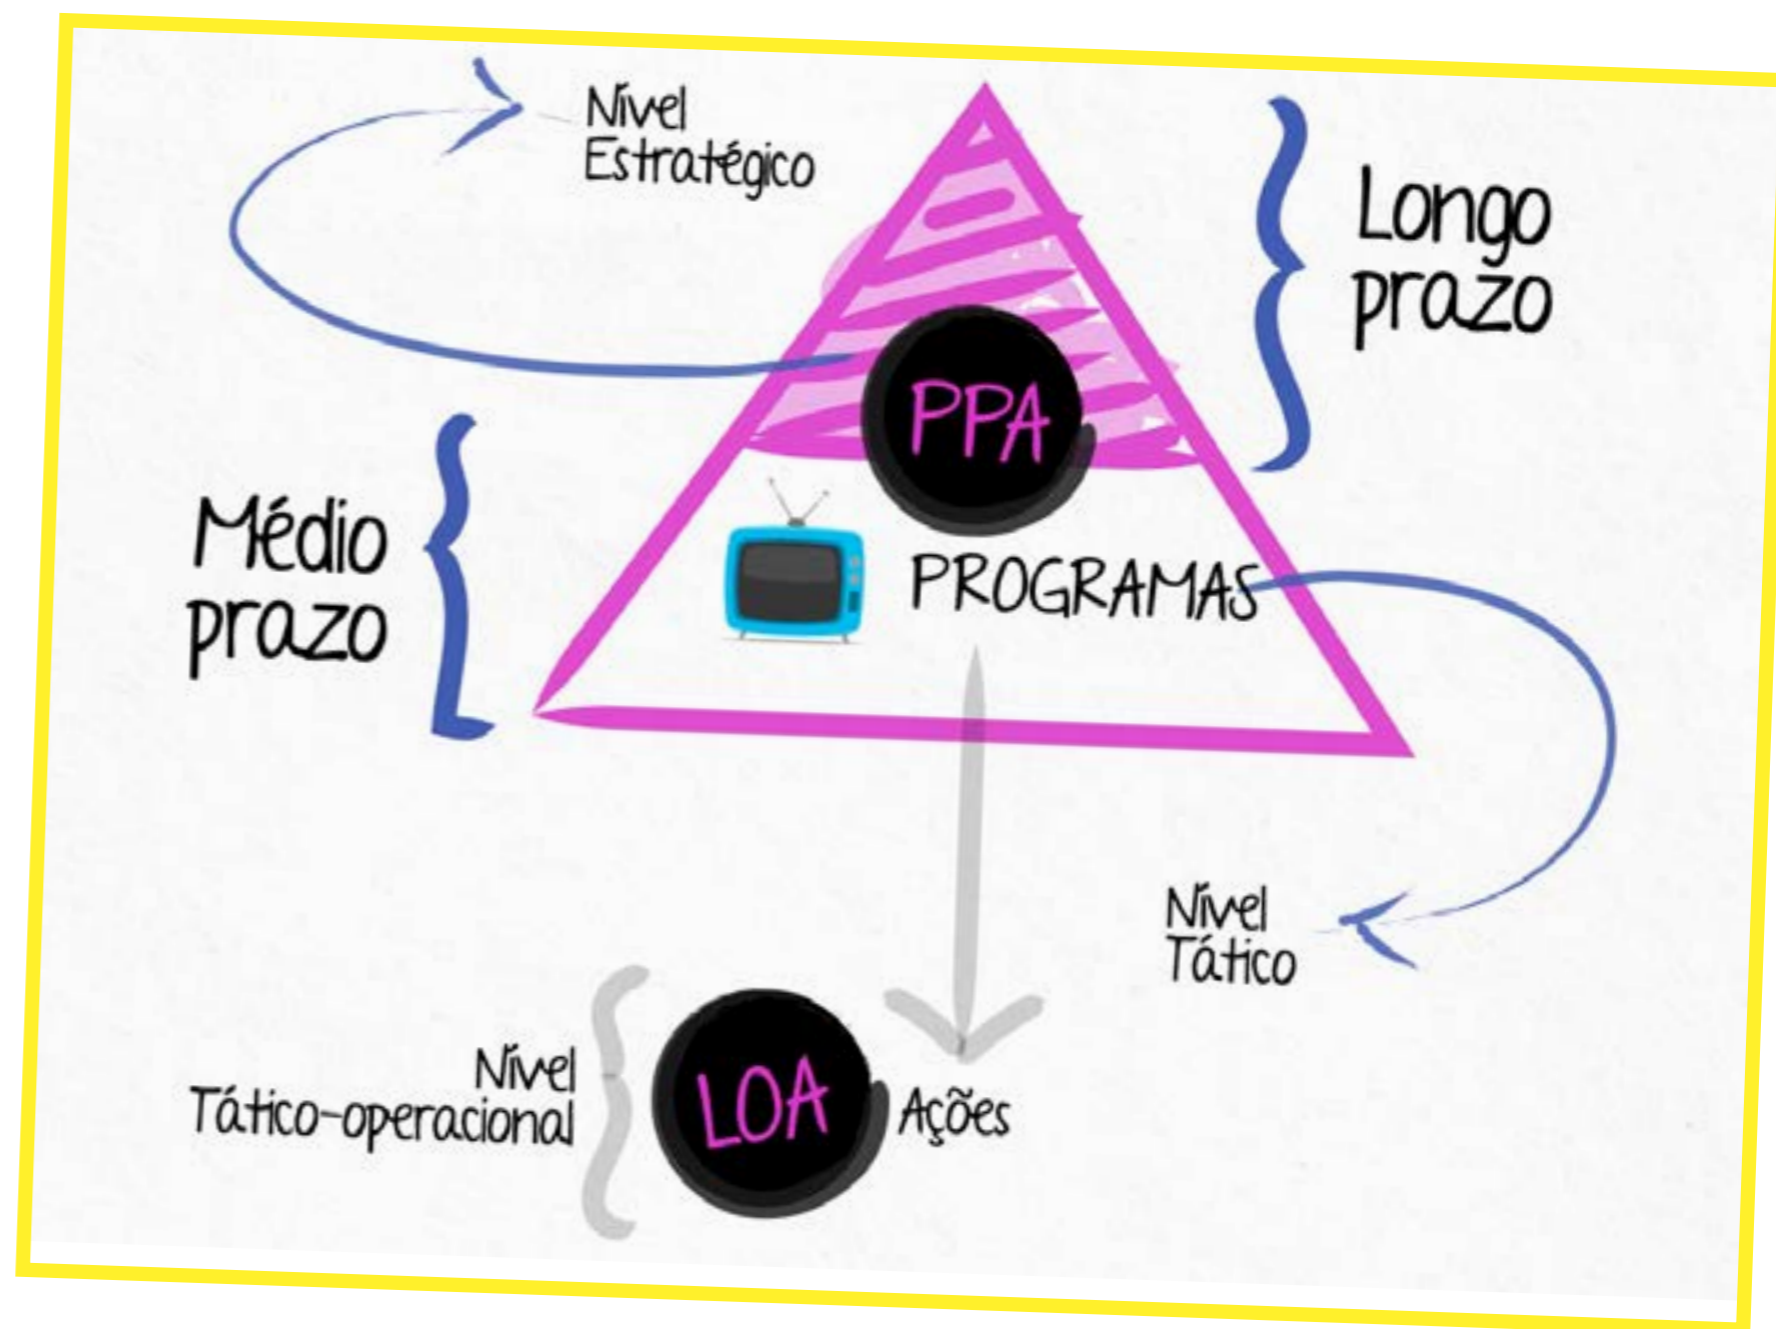 Nível
Estratégico
Longo
prazo
PPA
Médio
prazo
PROGRAMAS
Nível
Tático
Nível
Tático-operacional
LOA
Ações